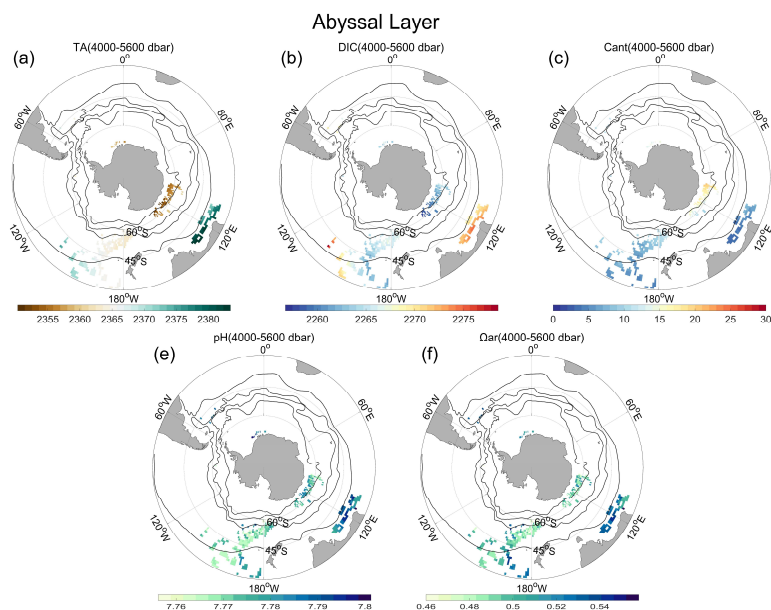 Abyssal Layer
(a)
TA(4000-5600 dbar)
0°
60°W
60°E
120°W
120°E
60°S
45°S
180°W
2355 2360 2365 2370 2375 2380
(b)
DIC(4000-5600 dbar)
0°
60°W
60°E
120°W
120°E
60°S
45°S
180°W
2260 2265 2270 2275
(c)
Cant(4000-5600 dbar)
0°
60°W
60°E
120°W
120°E
60°S
45°S
180°W
0 5 10 15 20 25 30
(e)
pH(4000-5600 dbar)
0°
60°W
60°E
120°W
120°E
60°S
45°S
180°W
7.76 7.77 7.78 7.79 7.8
(f)
Ωar(4000-5600 dbar)
0°
60°W
60°E
120°W
120°E
60°S
45°S
180°W
0.46 0.48 0.5 0.52 0.54